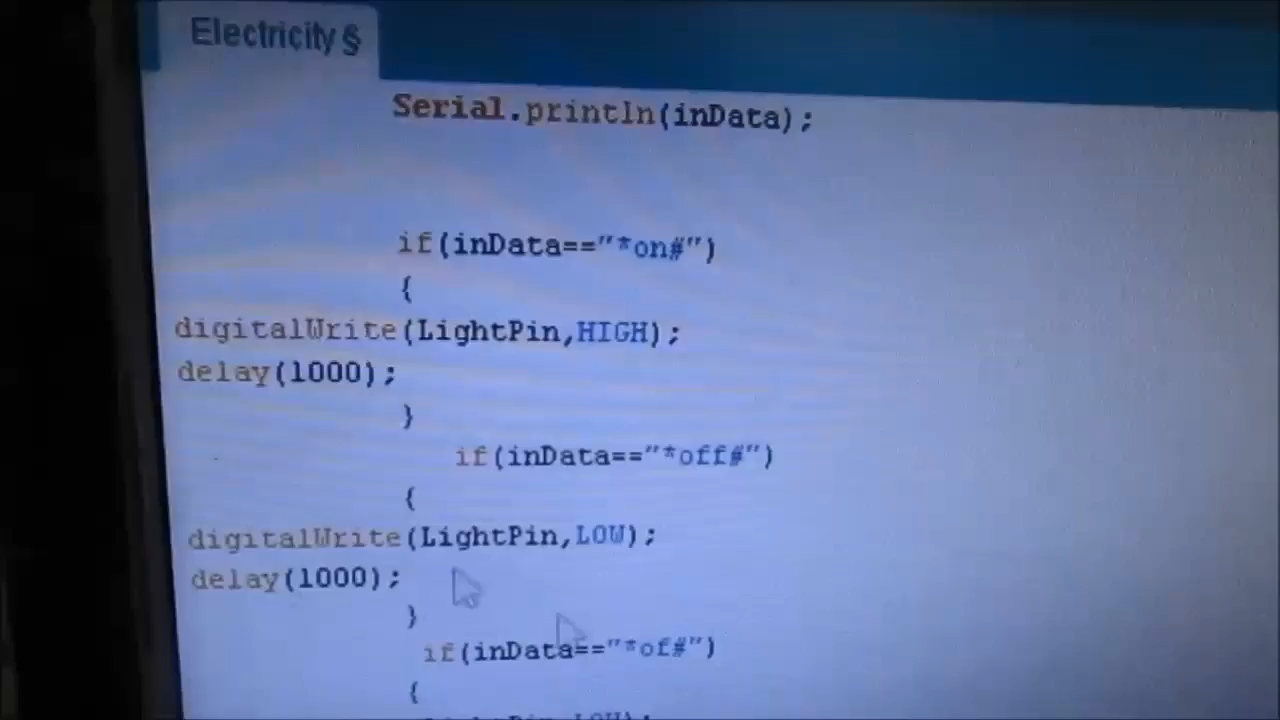 Electricity §
Serial.println(inData);
if(inData=="*on#")
{
digitalWrite(LightPin,HIGH);
delay(1000);
}
if(inData=="*off#")
{
digitalWrite(LightPin,LOW);
delay(1000);
}
if(inData=="*of#")
{